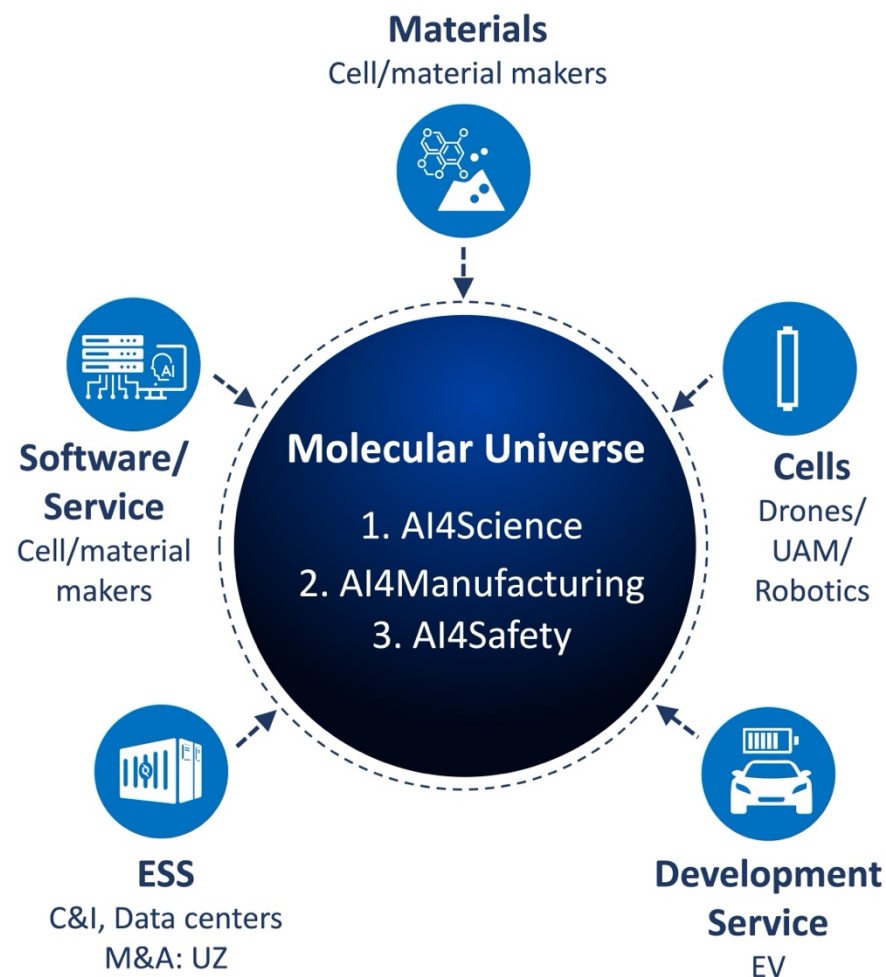 Materials
Cell/material makers
AI
Software/
Service
Cell/material
makers
Molecular Universe
1. AI4Science
2. AI4Manufacturing
3. AI4Safety
Cells
Drones/
UAM/
Robotics
ESS
C&I, Data centers
M&A: UZ
Development
Service
EV